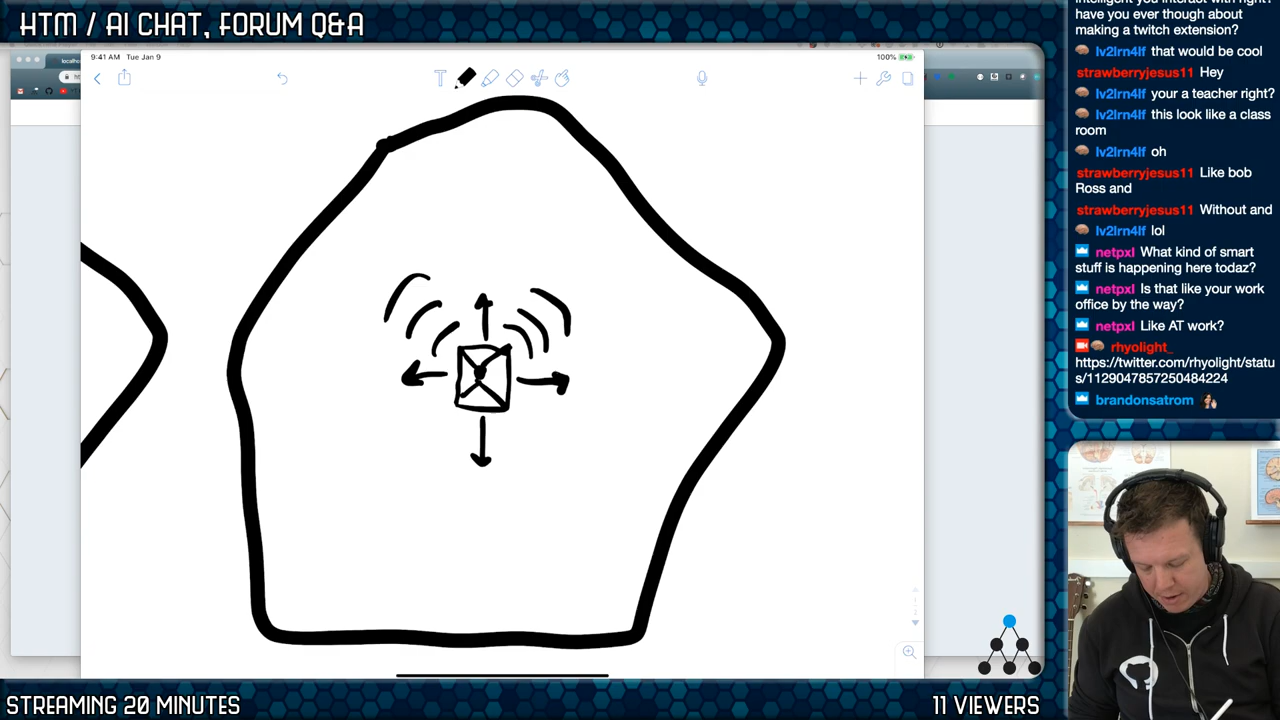 HTM / AI CHAT, FORUM Q&A
9:41 AM Tue Jan 9
100%
T
intelligent you interact with right?
have you ever though about
making a twitch extension?
lv2lrn4lf that would be cool
strawberryjesus11 Hey
lv2lrn4lf your a teacher right?
lv2lrn4lf this look like a class
room
lv2lrn4lf oh
strawberryjesus11 Like bob
Ross and
strawberryjesus11 Without and
lv2lrn4lf lol
netpxl What kind of smart
stuff is happening here todaz?
netpxl Is that like your work
office by the way?
netpxl Like AT work?
rhyolight_
https://twitter.com/rhyolight/statu
s/1129047857250484224
brandonsatrom
STREAMING 20 MINUTES
11 VIEWERS